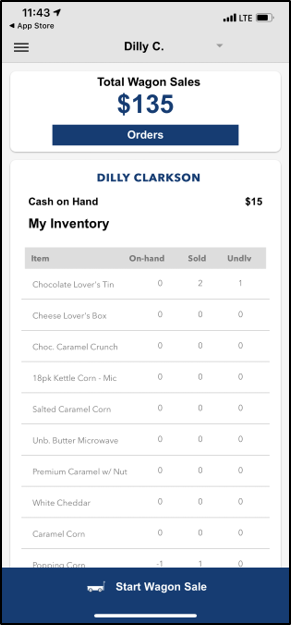 11:43
LTE
◀ App Store
Dilly C.
Total Wagon Sales
$135
Orders
DILLY CLARKSON
Cash on Hand $15
My Inventory
Item On-hand Sold Undlv
Chocolate Lover's Tin 0 2 1
Cheese Lover's Box 0 0 0
Choc. Caramel Crunch 0 0 0
18pk Kettle Corn - Mic 0 0 0
Salted Caramel Corn 0 0 0
Unb. Butter Microwave 0 0 0
Premium Caramel w/ Nut 0 0 0
White Cheddar 0 0 0
Caramel Corn 0 0 0
Popping Corn -1 1 0
Start Wagon Sale